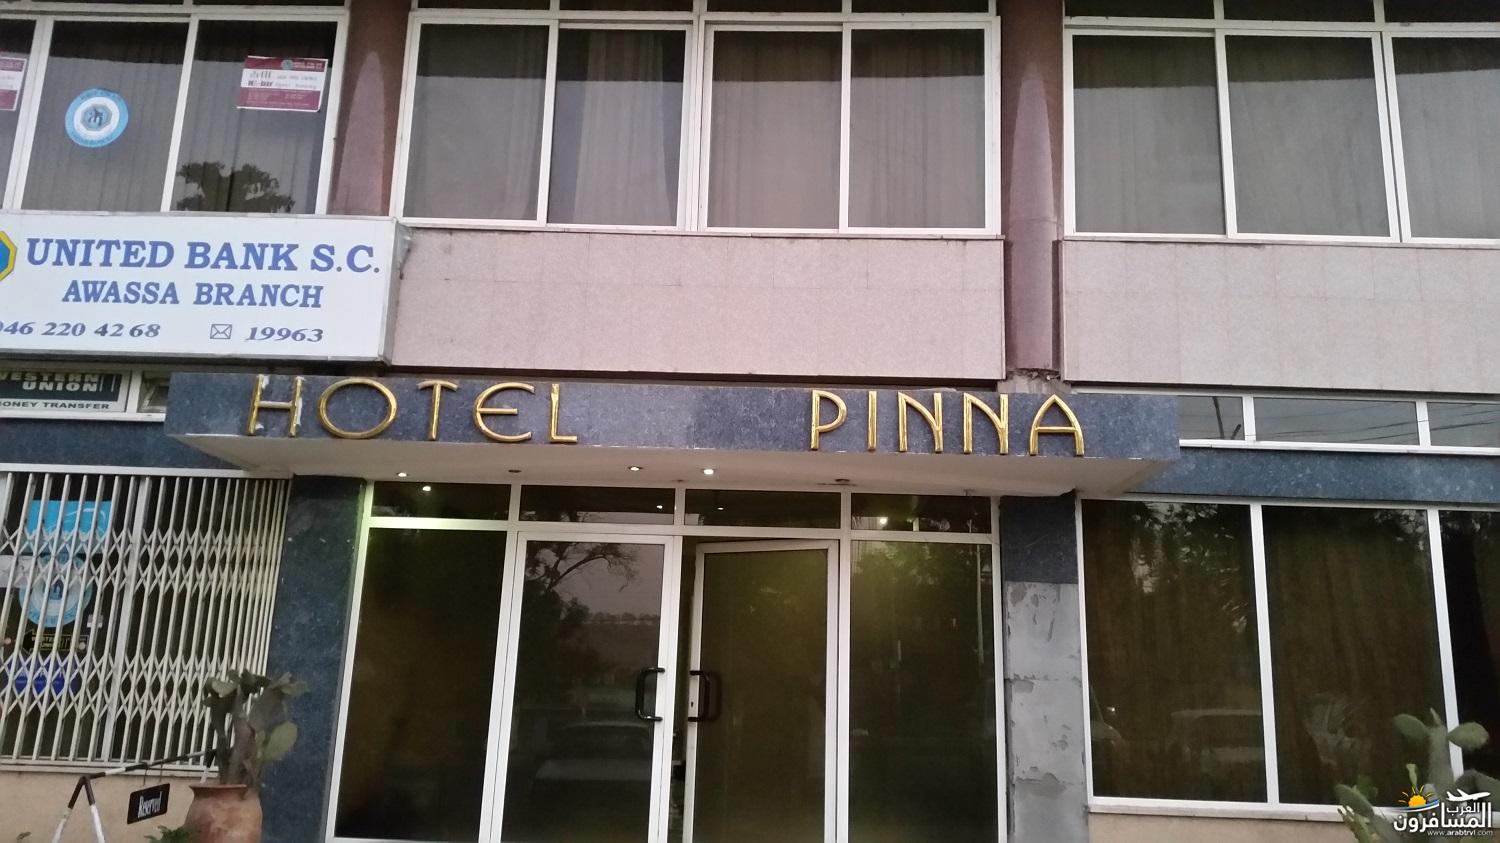 UNITED BANK S.C.
AWASSA BRANCH
046 220 42 68 19963
WESTERN
UNION
MONEY TRANSFER
HOTEL PINNA
Reserved
العرب
المسافرون
www.arabtrvl.com